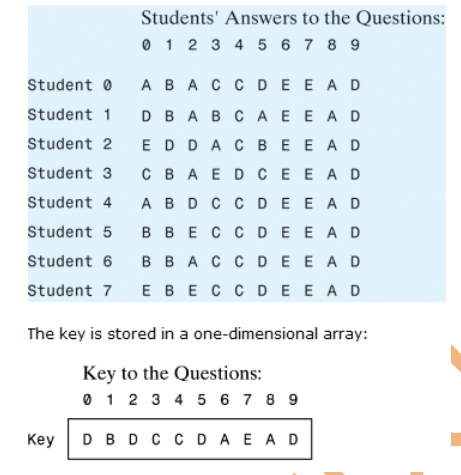 Students' Answers to the Questions:
0 1 2 3 4 5 6 7 8 9
Student 0 A B A C C D E E A D
Student 1 D B A B C A E E A D
Student 2 E D D A C B E E A D
Student 3 C B A E D C E E A D
Student 4 A B D C C D E E A D
Student 5 B B E C C D E E A D
Student 6 B B A C C D E E A D
Student 7 E B E C C D E E A D
The key is stored in a one-dimensional array:
Key to the Questions:
0 1 2 3 4 5 6 7 8 9
Key D B D C C D A E A D